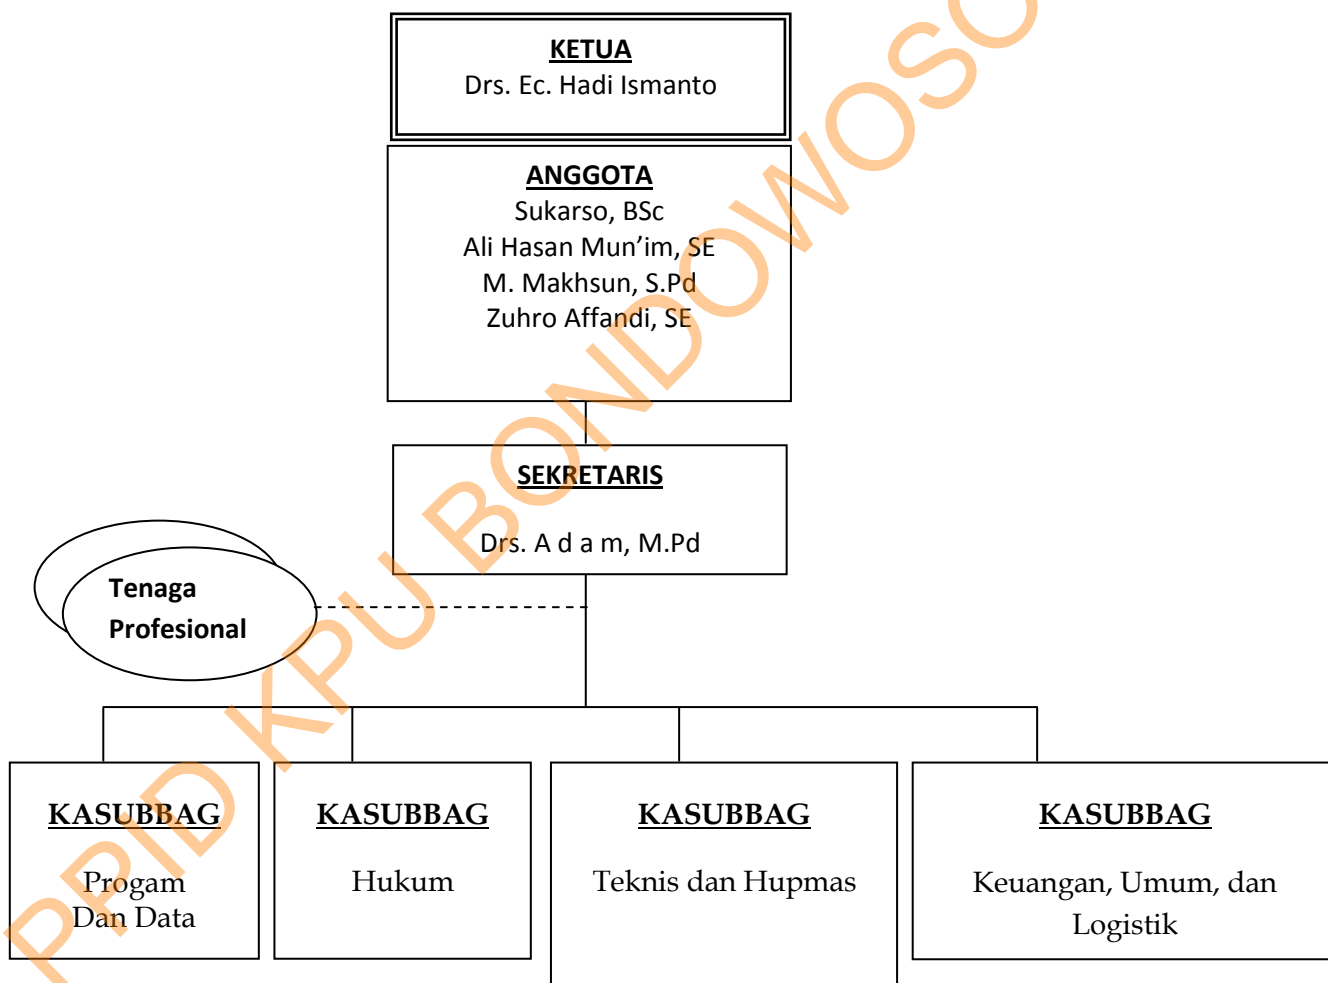 KETUA
Drs. Ec. Hadi Ismanto
ANGGOTA
Sukarso, BSc
Ali Hasan Mun’im, SE
M. Makhsun, S.Pd
Zuhro Affandi, SE
SEKRETARIS
Drs. A d a m, M.Pd
Tenaga
Profesional
KASUBBAG
Progam
Dan Data
KASUBBAG
Hukum
KASUBBAG
Teknis dan Hupmas
KASUBBAG
Keuangan, Umum, dan
Logistik
PPID KPU BONDOWOSO